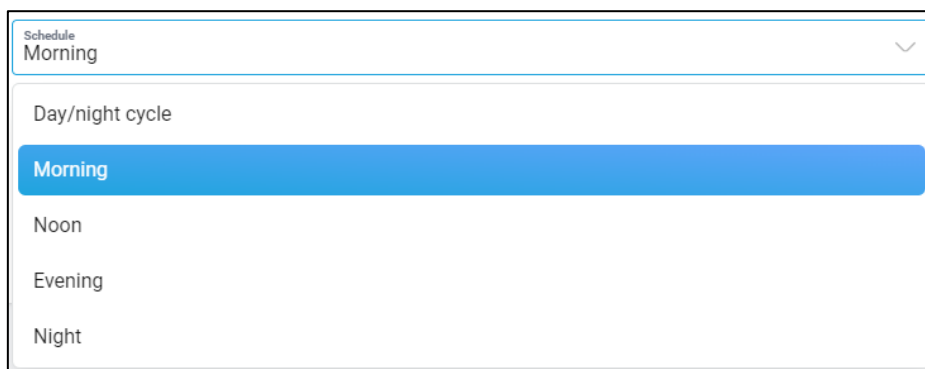 Schedule
Morning
Day/night cycle
Morning
Noon
Evening
Night